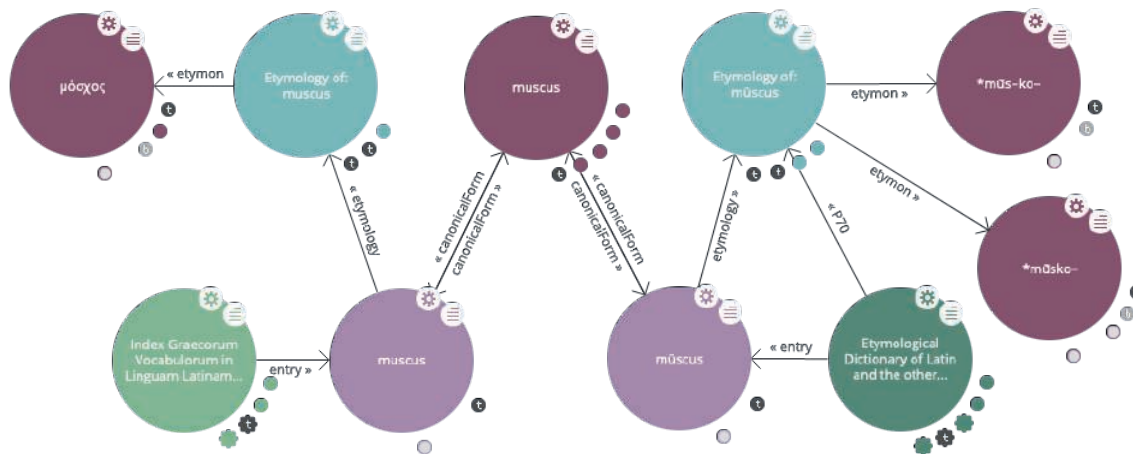 μόσχος
« etymon
Etymology of:
muscus
muscus
Etymology of:
mūscus
etymon »
*mūs-ko-
etymon »
*mūsko-
« etymology
« canonicalForm
canonicalForm »
« canonicalForm
canonicalForm »
etymology »
« P70
Index Graecorum
Vocabulorum in
Linguam Latinam...
entry »
muscus
mūscus
« entry
Etymological
Dictionary of Latin
and the other...
t
b
t
t
t
t
t
t
b
b
t
t
t
t